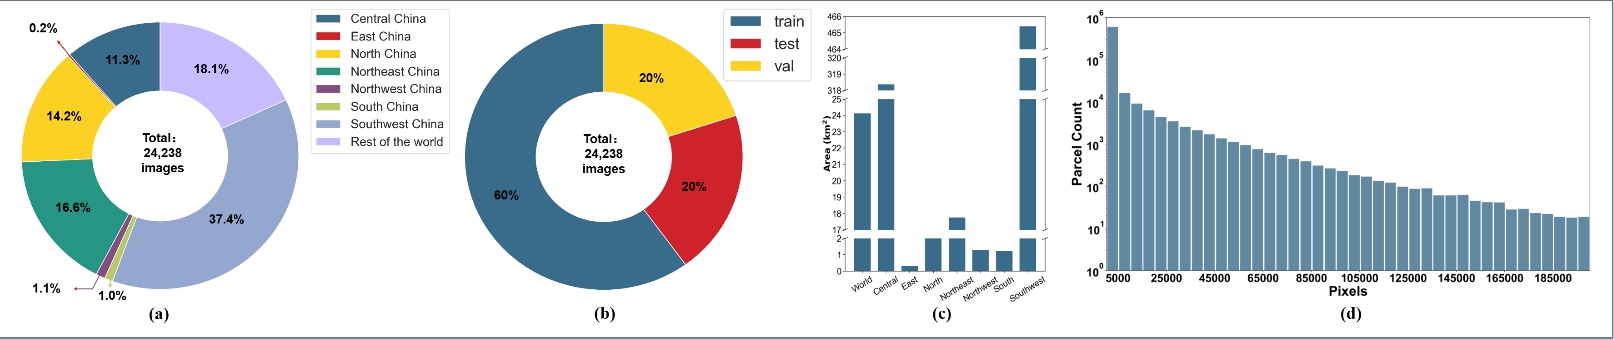 0.2%
11.3%
18.1%
14.2%
16.6%
37.4%
1.1%
1.0%
Total:
24,238
images
Central China
East China
North China
Northeast China
Northwest China
South China
Southwest China
Rest of the world
(a)
20%
60%
20%
Total:
24,238
images
train
test
val
(b)
Area (km²)
466
465
464
320
319
318
25
24
23
22
21
20
19
18
17
2
1
0
World
Central
East
North
Northeast
Northwest
South
Southwest
(c)
Parcel Count
10⁶
10⁵
10⁴
10³
10²
10¹
10⁰
5000 25000 45000 65000 85000 105000 125000 145000 165000 185000
Pixels
(d)